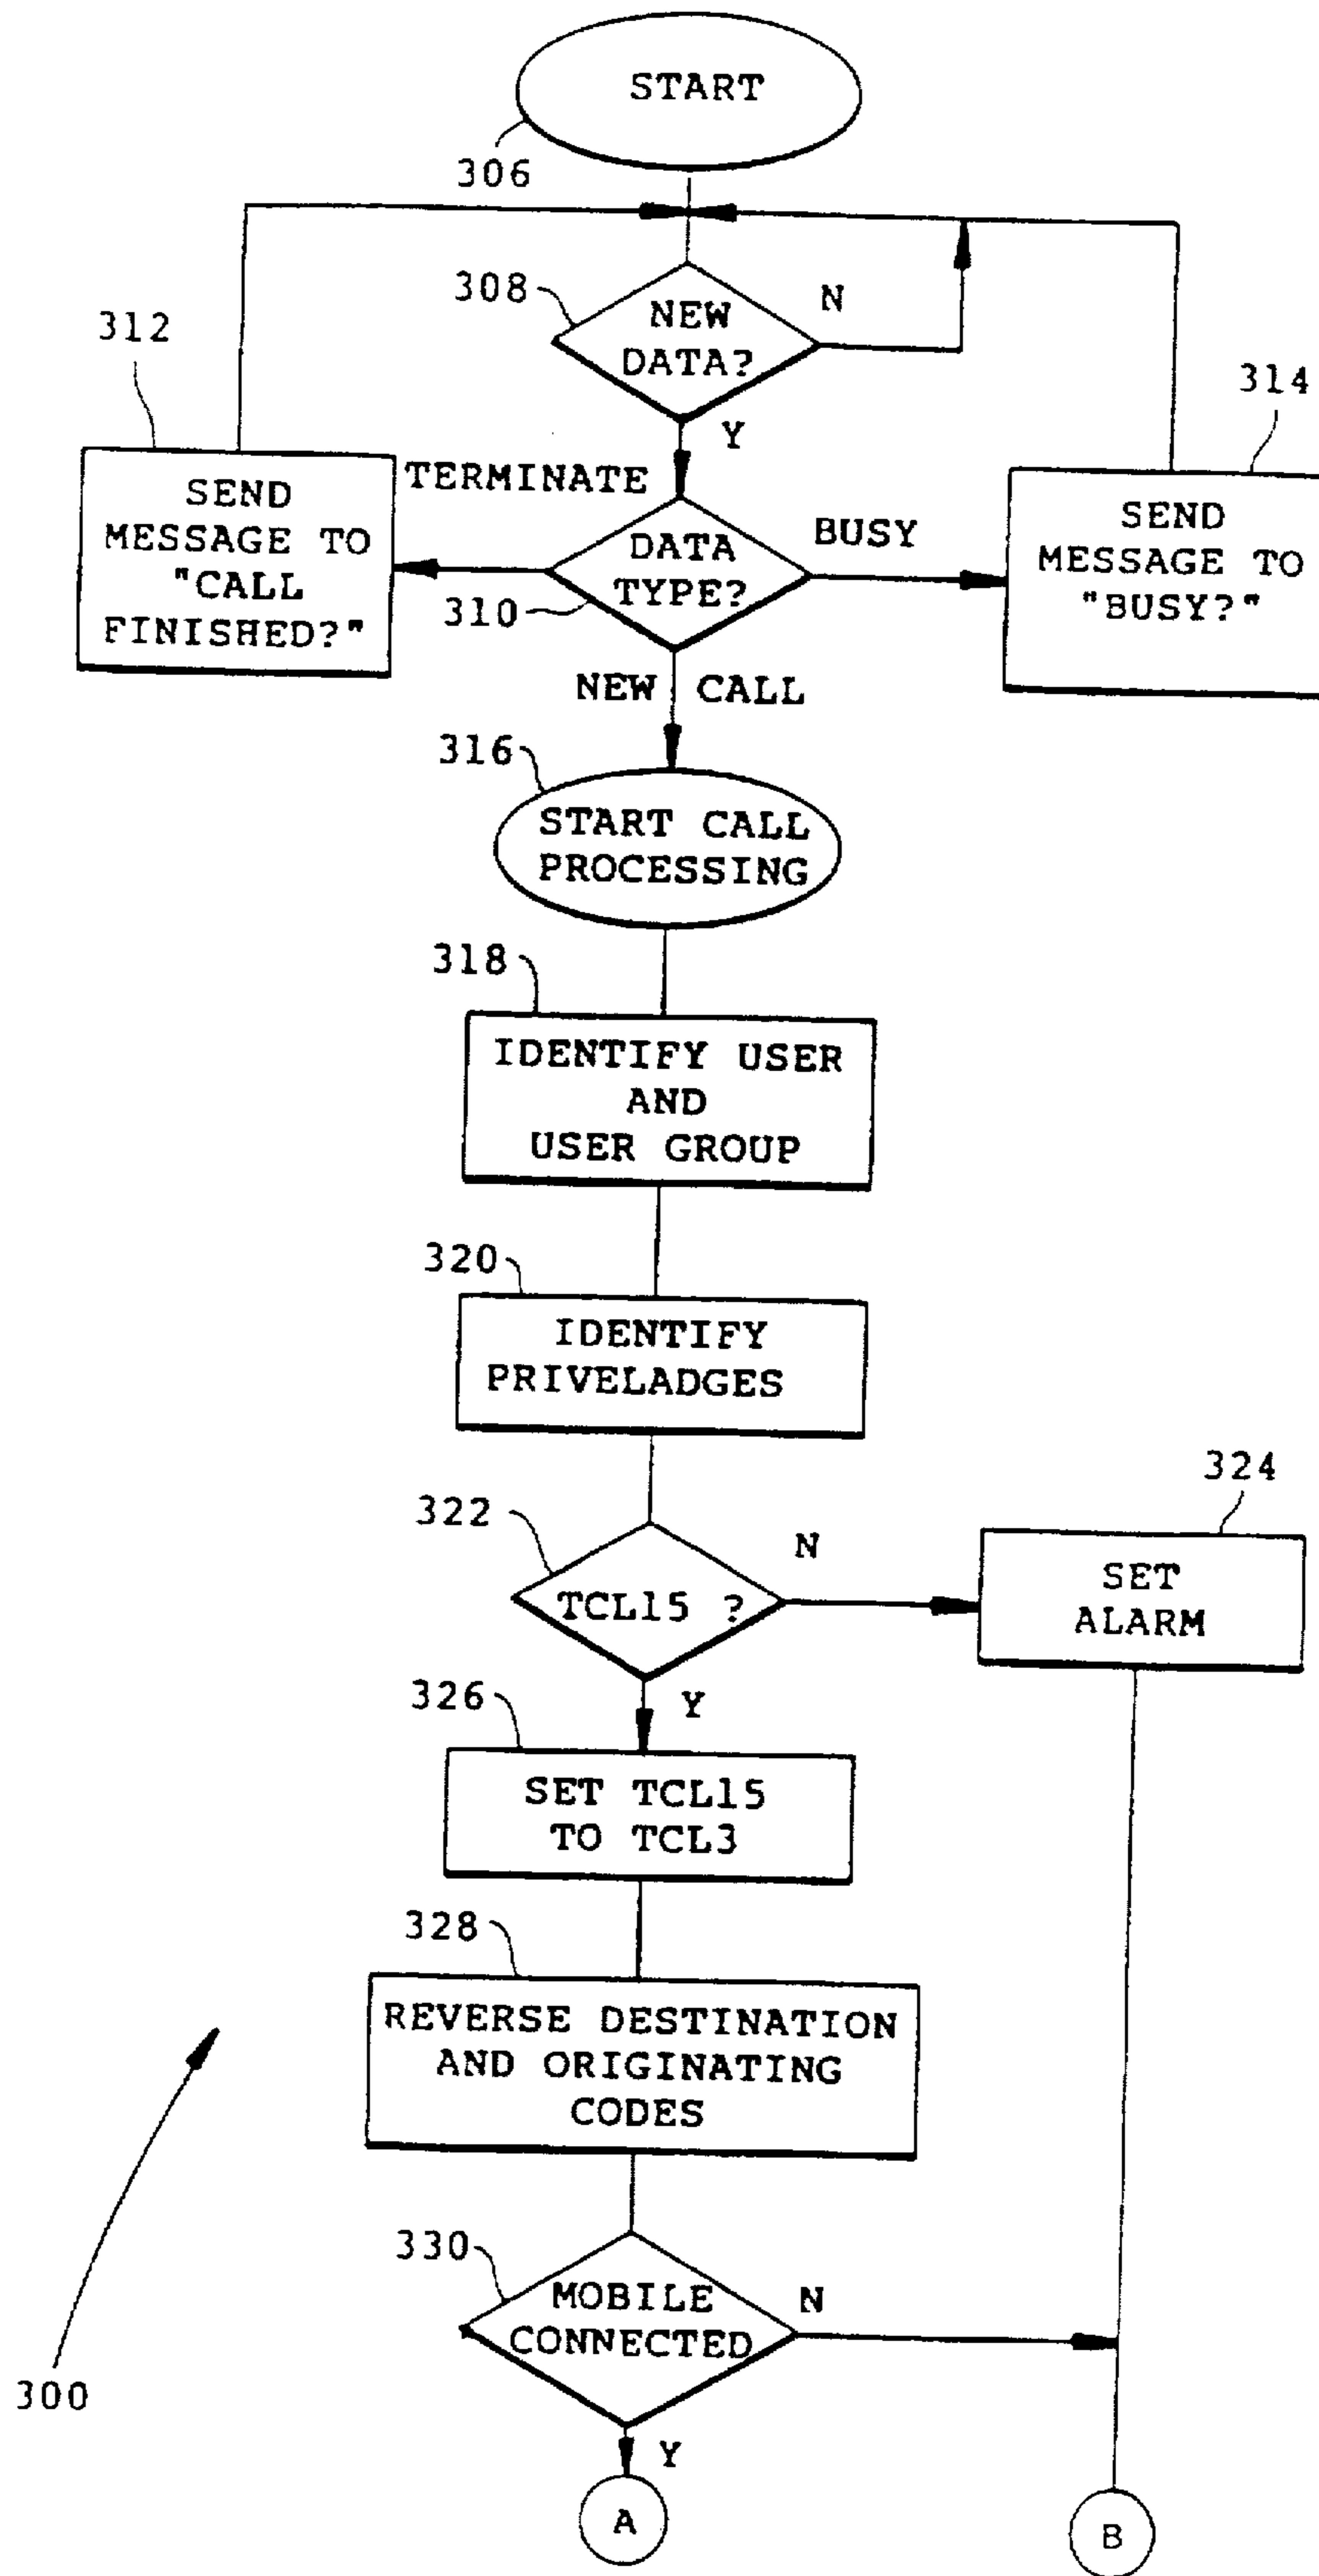 START
306
308
NEW
DATA?
N
312
314
Y
TERMINATE
SEND
MESSAGE TO
"CALL
FINISHED?"
DATA
TYPE?
310
BUSY
SEND
MESSAGE TO
"BUSY?"
NEW CALL
316
START CALL
PROCESSING
318
IDENTIFY USER
AND
USER GROUP
320
IDENTIFY
PRIVELADGES
322
TCL15 ?
N
324
SET
ALARM
Y
326
SET TCL15
TO TCL3
328
REVERSE DESTINATION
AND ORIGINATING
CODES
330
MOBILE
CONNECTED
N
300
Y
A
B